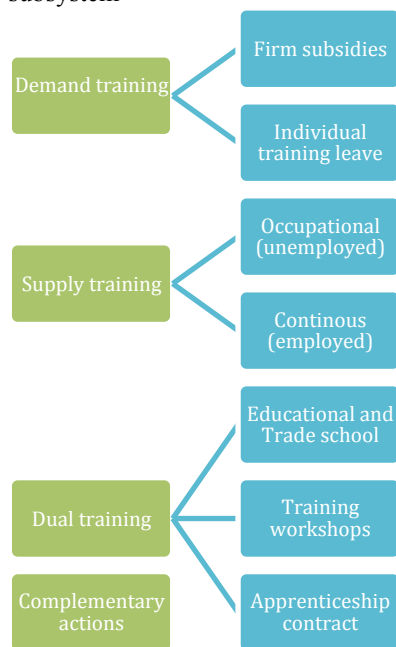 subsystem
Demand training
Firm subsidies
Individual
training leave
Supply training
Occupational
(unemployed)
Continous
(employed)
Dual training
Educational and
Trade school
Training
workshops
Apprenticeship
contract
Complementary
actions